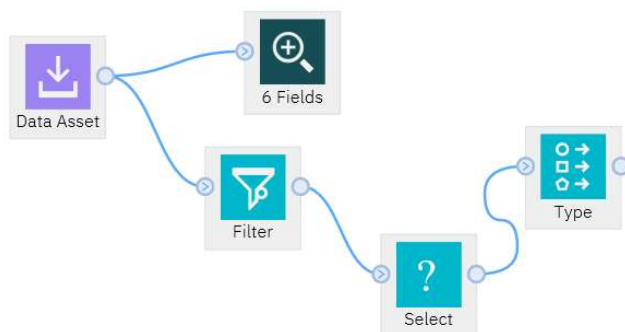 Data Asset
6 Fields
Filter
Type
?
Select